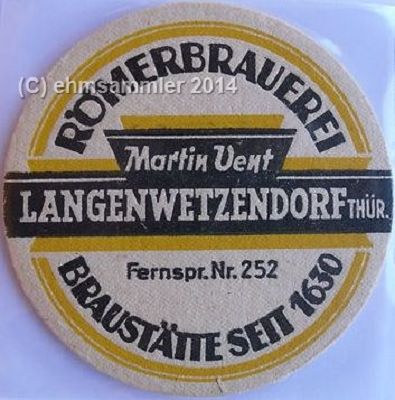 (C) ehmsammler 2014
RÖMERBRAUEREI
Martin Vent
LANGENWETZENDORF THÜR.
Fernspr. Nr. 252
BRAUSTÄTTE SEIT 1630